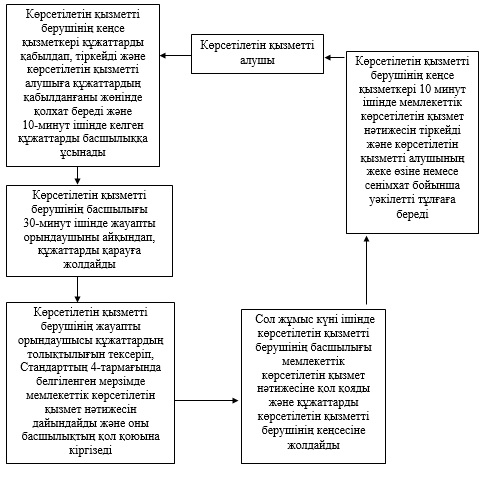 Көрсетілетін қызметті
берушінің кеңсе
қызметкері құжаттарды
қабылдап, тіркейді және
көрсетілетін қызметті
алушыға құжаттардың
қабылданғаны жөнінде
қолхат береді және
10-минут ішінде келген
құжаттарды басшылыққа
ұсынады
Көрсетілетін қызметті
алушы
Көрсетілетін қызметті
берушінің кеңсе
қызметкері 10 минут
ішінде мемлекеттік
көрсетілетін қызмет
нәтижесін тіркейді
және көрсетілетін
қызметті алушының
жеке өзіне немесе
сенімхат бойынша
уәкілетті тұлғаға
береді
Көрсетілетін қызметті
берушінің басшылығы
30-минут ішінде жауапты
орындаушыны айқындап,
құжаттарды қарауға
жолдайды
Көрсетілетін қызметті
берушінің жауапты
орындаушысы құжаттардың
толықтылығын тексеріп,
Стандарттың 4-тармағында
белгіленген мерзімде
мемлекеттік көрсетілетін
қызмет нәтижесін
дайындайды және оны
басшылықтың қол қоюына
кіргізеді
Сол жұмыс күні ішінде
көрсетілетін қызметті
берушінің басшылығы
мемлекеттік
көрсетілетін қызмет
нәтижесіне қол қояды
және құжаттарды
көрсетілетін қызметті
берушінің кеңсесіне
жолдайды